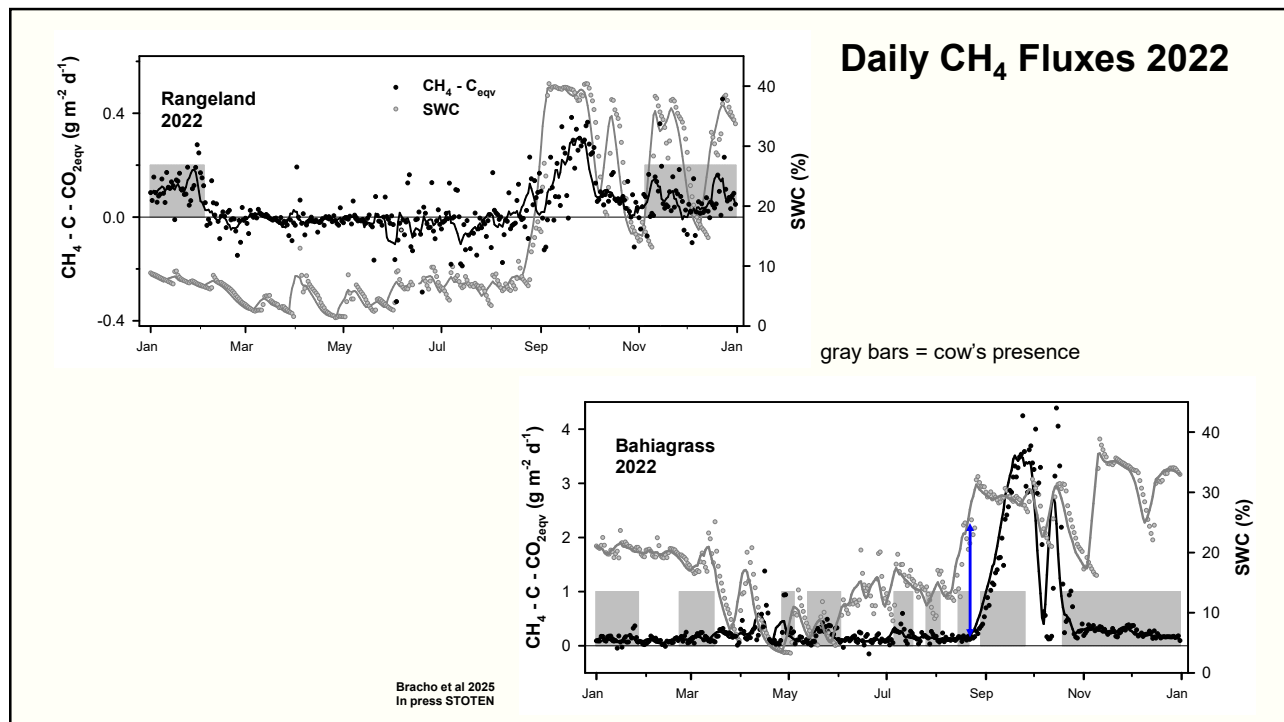 Daily CH₄ Fluxes 2022
CH₄ - C - CO₂eqv (g m⁻² d⁻¹)
0.4
0.0
-0.4
Rangeland
2022
CH₄ - Ceqv
SWC
40
30
20
10
0
SWC (%)
Jan Mar May Jul Sep Nov Jan
gray bars = cow's presence
CH₄ - C - CO₂eqv (g m⁻² d⁻¹)
4
3
2
1
0
Bahiagrass
2022
40
30
20
10
0
SWC (%)
Jan Mar May Jul Sep Nov Jan
Bracho et al 2025
In press STOTEN